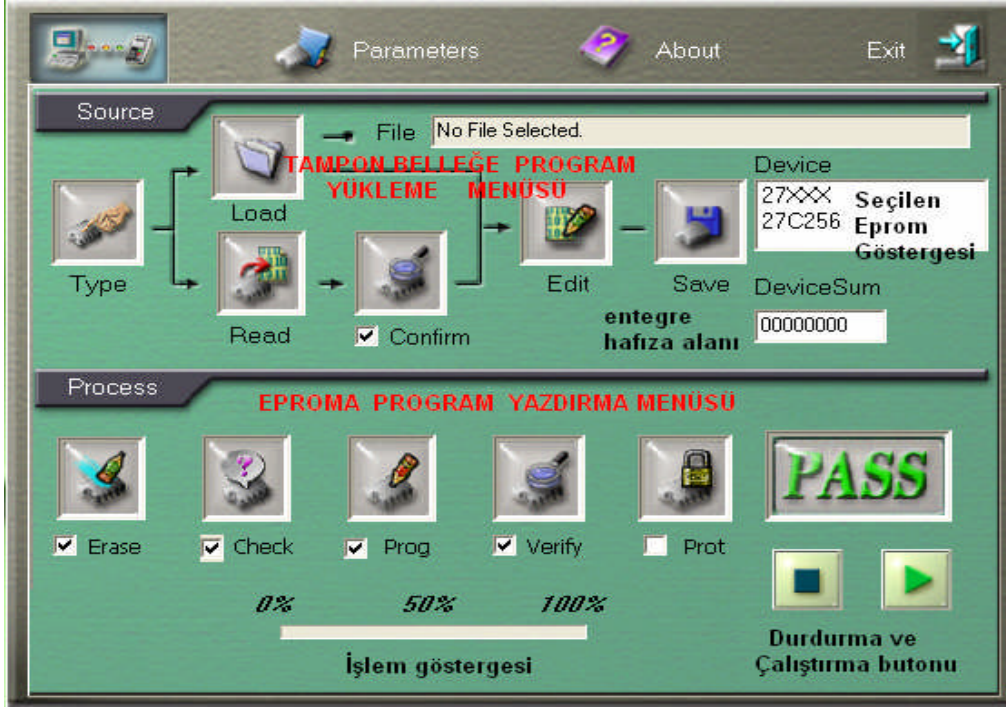 Parameters
About
Exit
Source
File
No File Selected.
TAMPON BELLEĞE PROGRAM
YÜKLEME MENÜSÜ
Load
Type
Read
Confirm
Edit
Save
Device
27XXX
27C256
Seçilen
Eprom
Göstergesi
DeviceSum
00000000
entegre
hafıza alanı
Process
EPROMA PROGRAM YAZDIRMA MENÜSÜ
PASS
Erase
Check
Prog
Verify
Prot
0% 50% 100%
İşlem göstergesi
Durdurma ve
Çalıştırma butonu